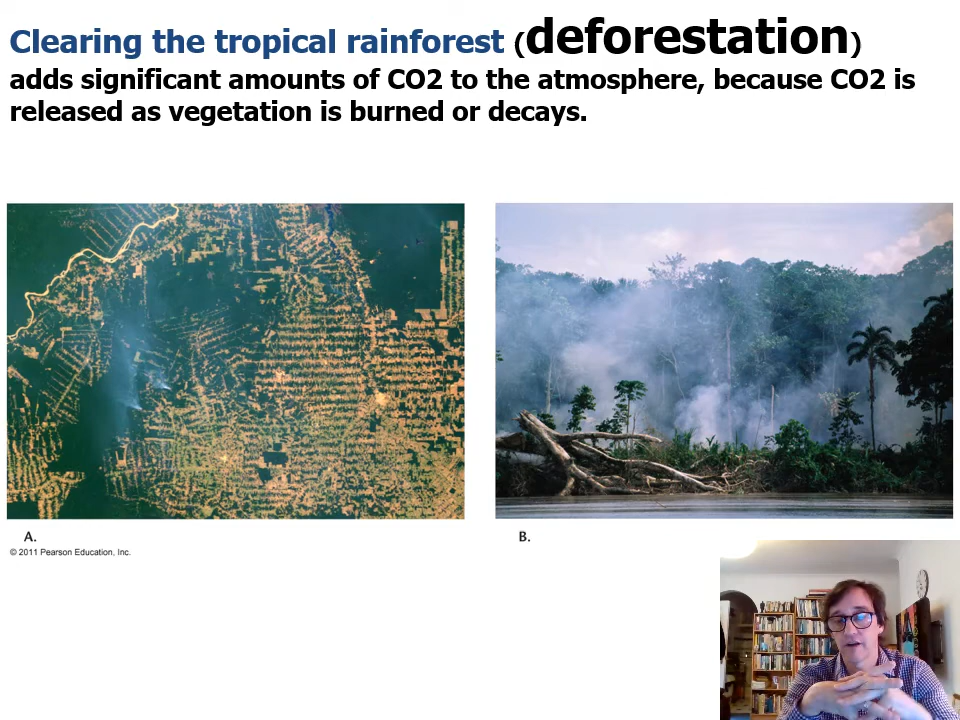 Clearing the tropical rainforest (deforestation)
adds significant amounts of CO2 to the atmosphere, because CO2 is
released as vegetation is burned or decays.
A.
B.
© 2011 Pearson Education, Inc.